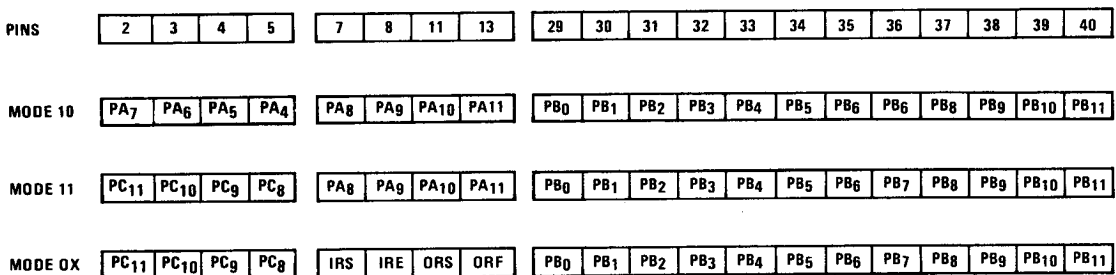 PINS 2 3 4 5 7 8 11 13 29 30 31 32 33 34 35 36 37 38 39 40
MODE 10 PA7 PA6 PA5 PA4 PA8 PA9 PA10 PA11 PB0 PB1 PB2 PB3 PB4 PB5 PB6 PB6 PB8 PB9 PB10 PB11
MODE 11 PC11 PC10 PC9 PC8 PA8 PA9 PA10 PA11 PB0 PB1 PB2 PB3 PB4 PB5 PB6 PB7 PB8 PB9 PB10 PB11
MODE OX PC11 PC10 PC9 PC8 IRS IRE ORS ORF PB0 PB1 PB2 PB3 PB4 PB5 PB6 PB7 PB8 PB9 PB10 PB11